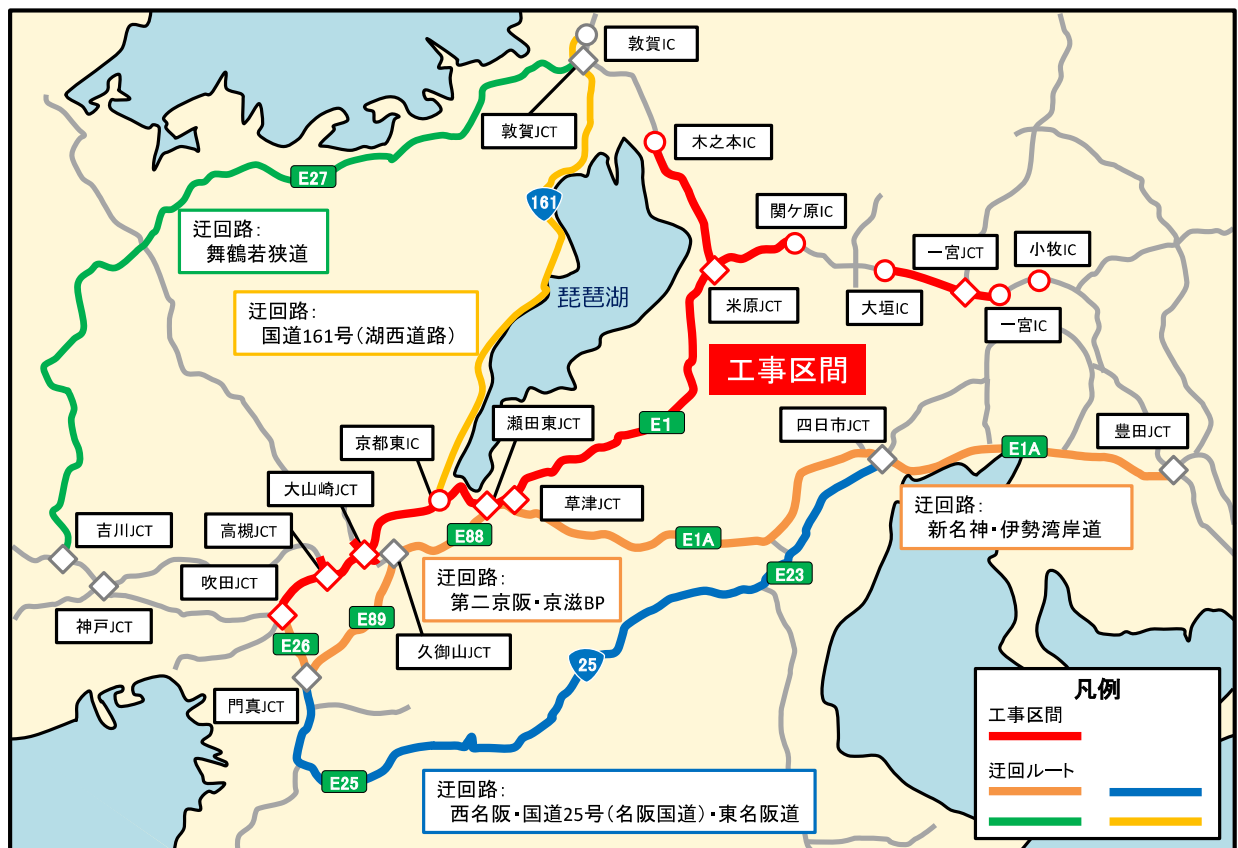 敦賀IC
敦賀JCT
木之本IC
E27
161
関ケ原IC
迂回路：
舞鶴若狭道
一宮JCT
小牧IC
迂回路：
国道161号（湖西道路）
琵琶湖
米原JCT
大垣IC
一宮IC
工事区間
E1
瀬田東JCT
四日市JCT
豊田JCT
京都東IC
E1A
大山崎JCT
草津JCT
迂回路：
新名神・伊勢湾岸道
吉川JCT
高槻JCT
E88
E1A
吹田JCT
迂回路：
第二京阪・京滋BP
E23
神戸JCT
E89
E26
久御山JCT
25
門真JCT
E25
迂回路：
西名阪・国道25号（名阪国道）・東名阪道
凡例
工事区間
迂回ルート